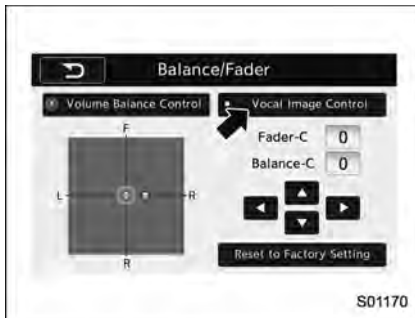 Balance/Fader
Volume Balance Control
Vocal Image Control
F
L
R
R
Fader-C 0
Balance-C 0
Reset to Factory Setting
S01170